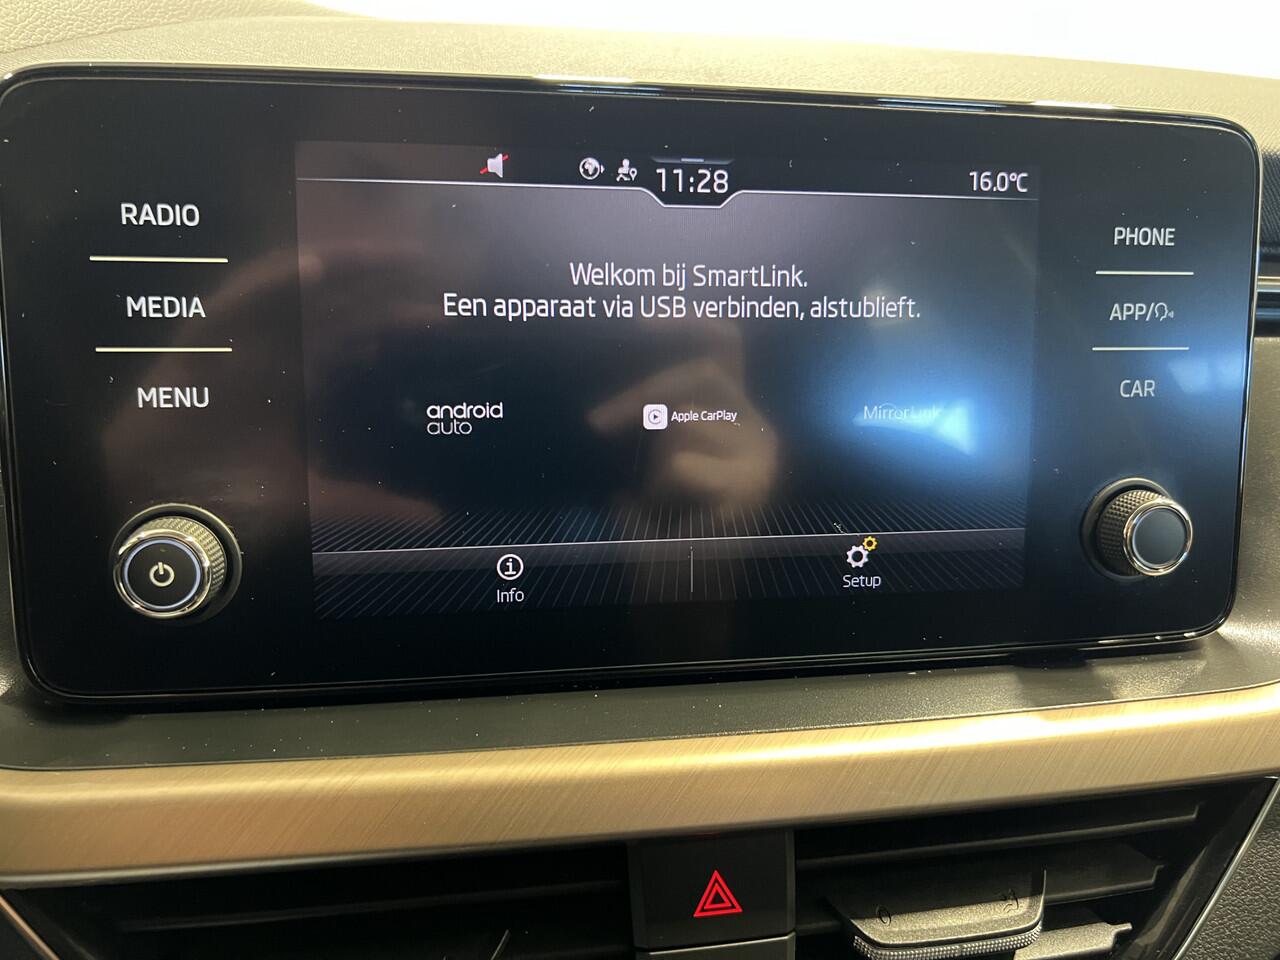 11:28
16.0°C
RADIO
MEDIA
MENU
Welkom bij SmartLink.
Een apparaat via USB verbinden, alstublieft.
android
auto
Apple CarPlay
MirrorLink
Info
Setup
PHONE
APP/
CAR